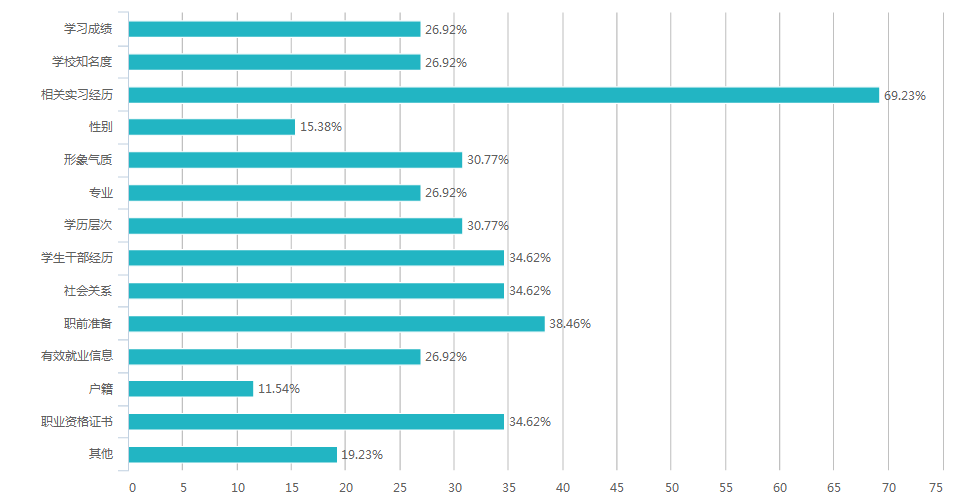 学习成绩 26.92%
学校知名度 26.92%
相关实习经历 69.23%
性别 15.38%
形象气质 30.77%
专业 26.92%
学历层次 30.77%
学生干部经历 34.62%
社会关系 34.62%
职前准备 38.46%
有效就业信息 26.92%
户籍 11.54%
职业资格证书 34.62%
其他 19.23%
0 5 10 15 20 25 30 35 40 45 50 55 60 65 70 75